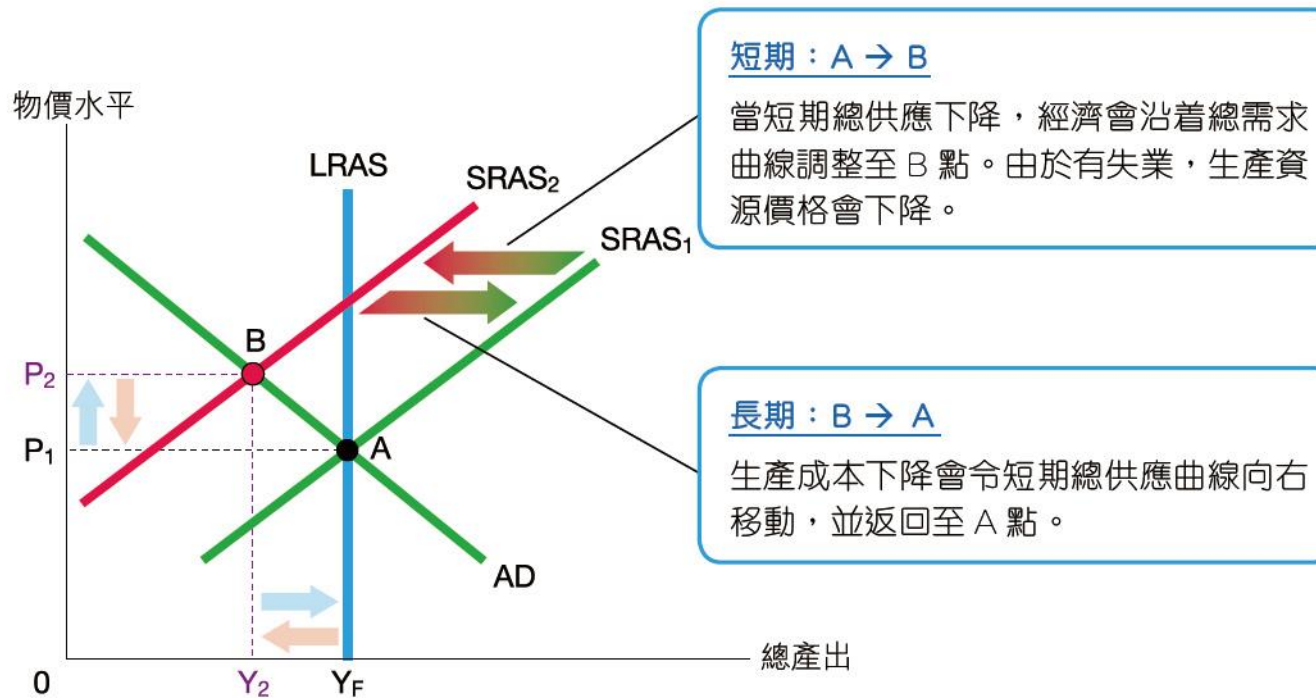 短期：A → B
當短期總供應下降，經濟會沿着總需求
曲線調整至 B 點。由於有失業，生產資
源價格會下降。
物價水平
LRAS
SRAS₂
SRAS₁
B
P₂
P₁
A
長期：B → A
生產成本下降會令短期總供應曲線向右
移動，並返回至 A 點。
AD
總產出
0
Y₂
Y_F